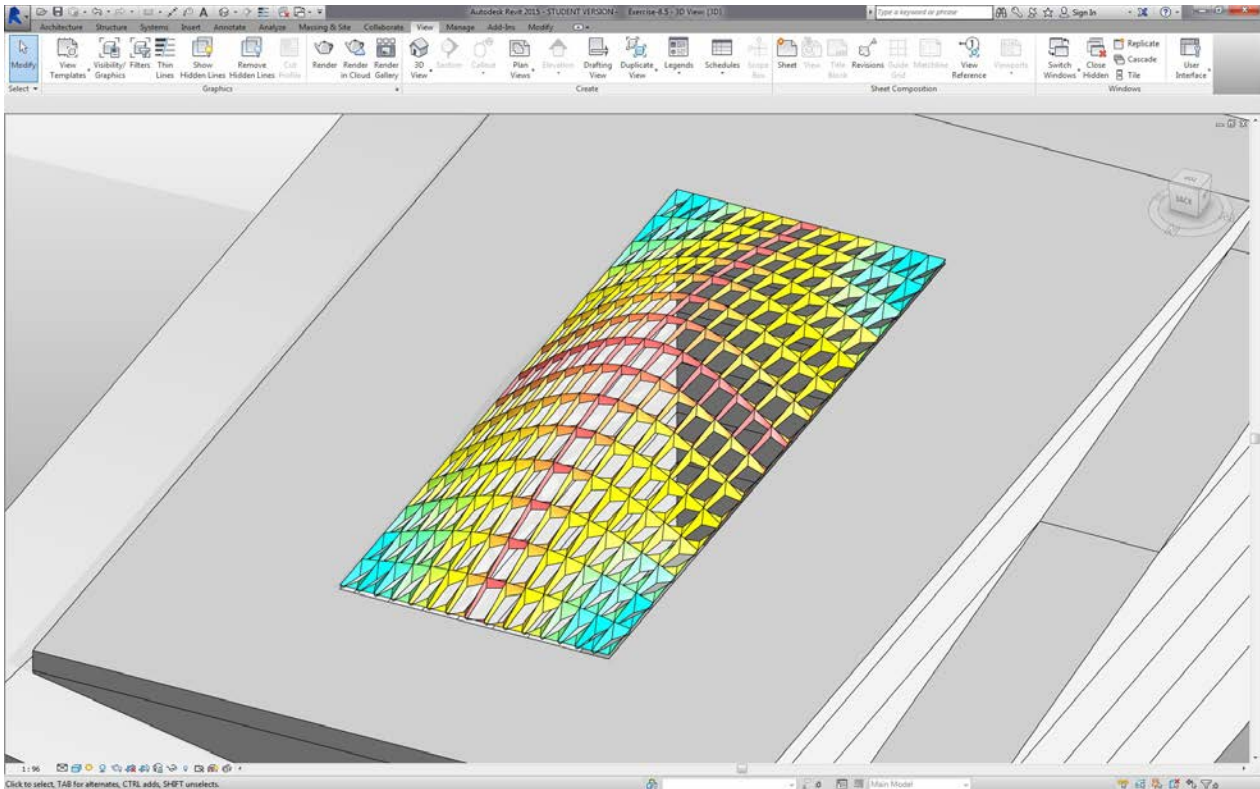 Autodesk Revit 2015 - STUDENT VERSION - Exercise-6.5 - 3D View: {3D}
Type a keyword or phrase
Sign In
Architecture Structure Systems Insert Annotate Analyze Massing & Site Collaborate View Manage Add-Ins Modify
Modify
View Templates
Visibility/ Graphics
Filters
Thin Lines
Show Hidden Lines
Remove Hidden Lines
Cut Profile
Render
Render in Cloud
Render Gallery
3D View
Section
Callout
Plan Views
Elevation
Drafting View
Duplicate View
Legends
Schedules
Scope Box
Sheet
View
Title Block
Revisions
Guide Grid
Matchline
View Reference
Viewports
Switch Windows
Close Hidden
Replicate
Cascade
Tile
User Interface
Select
Graphics
Create
Sheet Composition
Windows
BACK
1 : 96
Click to select, TAB for alternates, CTRL adds, SHIFT unselects.
:0
Main Model